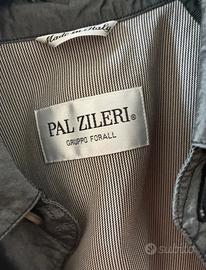 Made in Italy
PAL ZILERI®
GRUPPO FORALL
subito